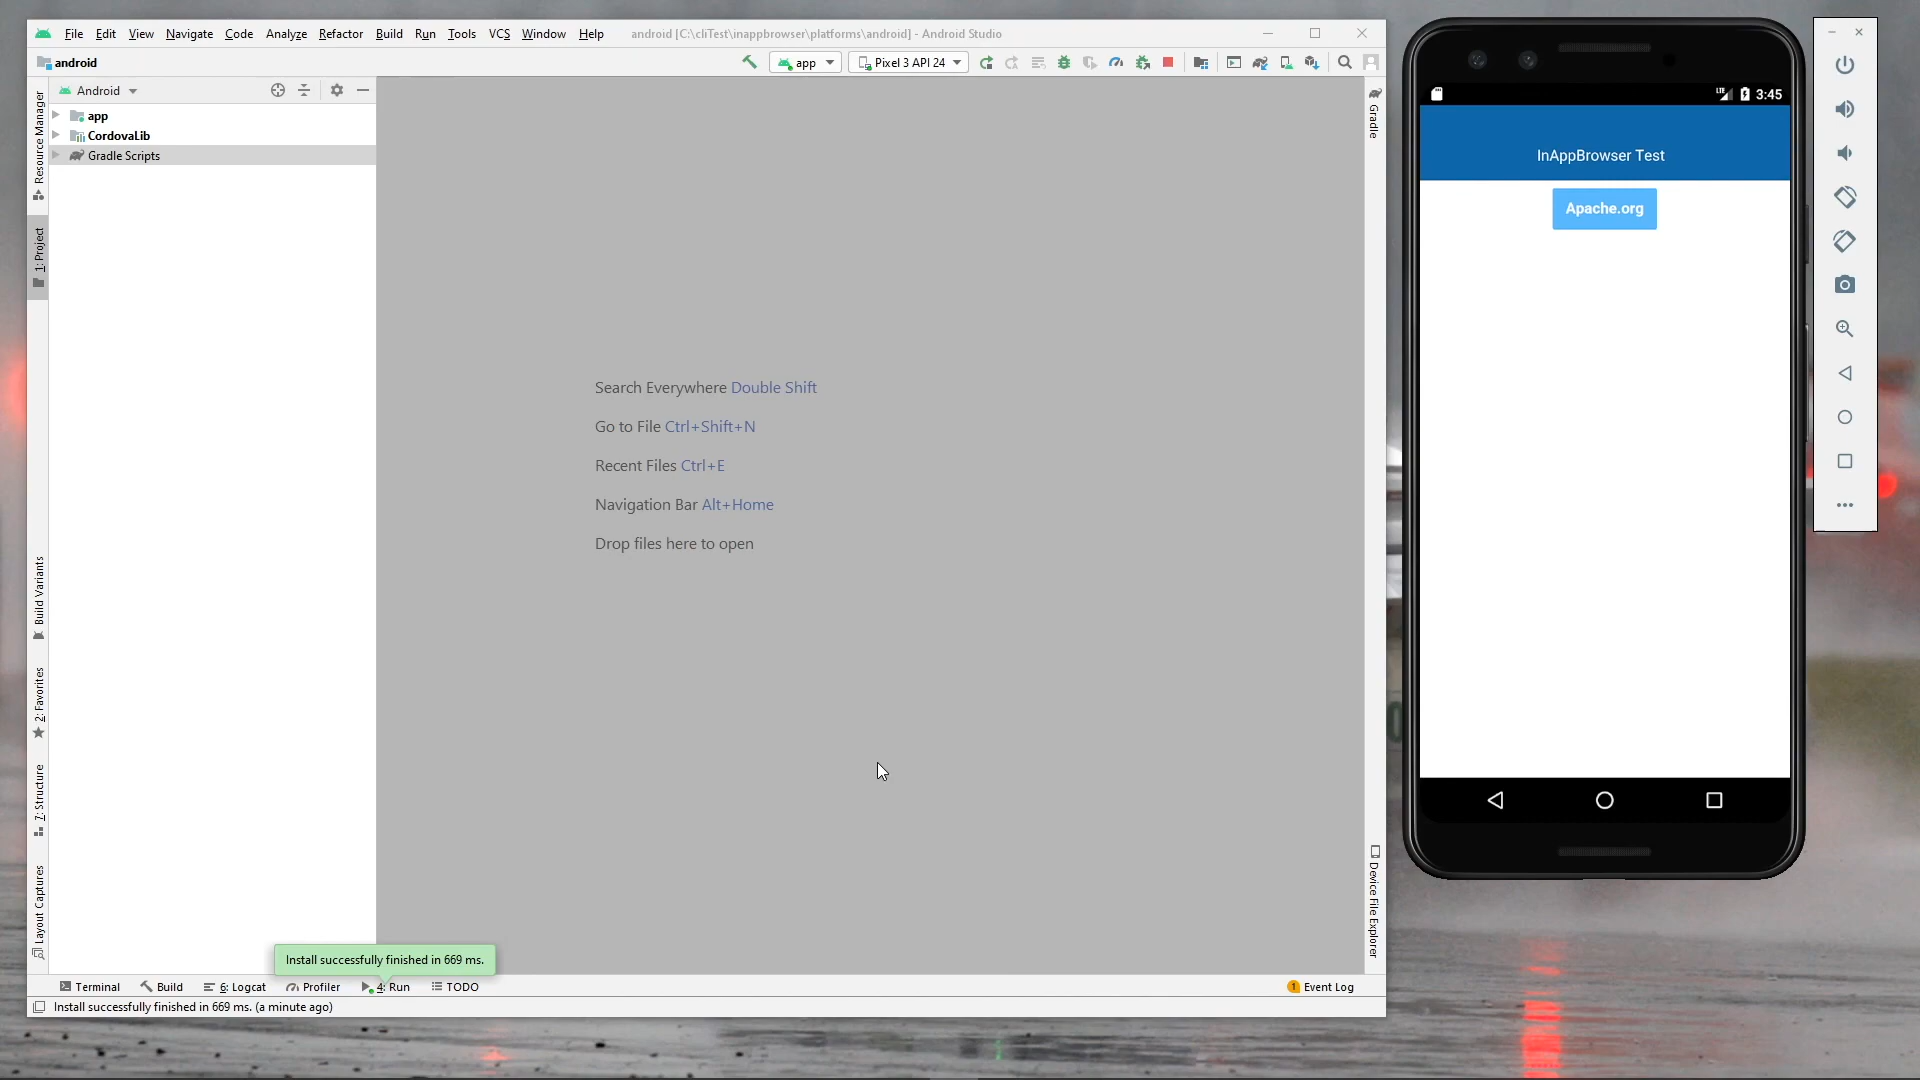 File Edit View Navigate Code Analyze Refactor Build Run Tools VCS Window Help android [C:\cliTest\inappbrowser\platforms\android] - Android Studio
android
app
Pixel 3 API 24
Resource Manager
1: Project
Build Variants
2: Favorites
7: Structure
Layout Captures
Android
app
CordovaLib
Gradle Scripts
Search Everywhere Double Shift
Go to File Ctrl+Shift+N
Recent Files Ctrl+E
Navigation Bar Alt+Home
Drop files here to open
Gradle
Device File Explorer
Install successfully finished in 669 ms.
Terminal Build 6: Logcat Profiler 4: Run TODO 1 Event Log
Install successfully finished in 669 ms. (a minute ago)
LTE 3:45
InAppBrowser Test
Apache.org